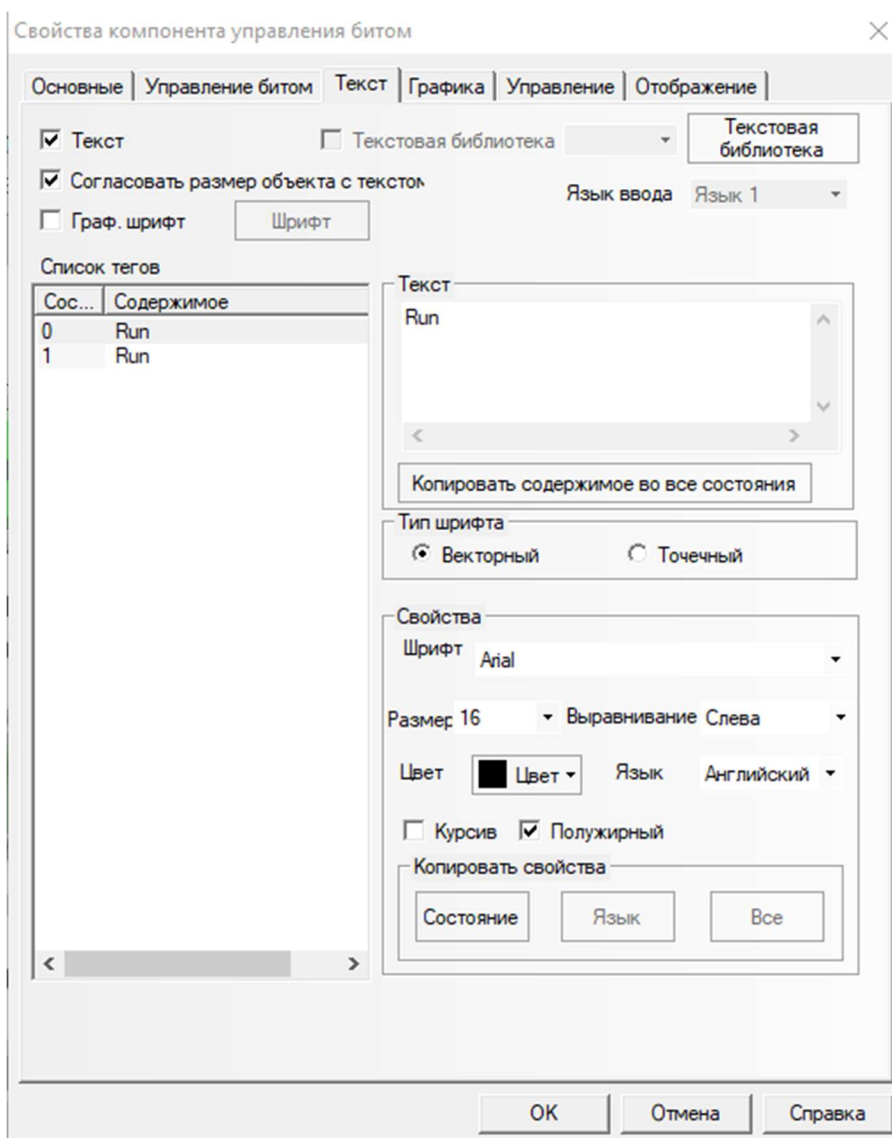 Свойства компонента управления битом
Основные Управление битом Текст Графика Управление Отображение
Текст Текстовая библиотека Текстовая библиотека
Согласовать размер объекта с текстом
Язык ввода Язык 1
Граф. шрифт Шрифт
Список тегов
Сос... Содержимое
0 Run
1 Run
Текст
Run
Копировать содержимое во все состояния
Тип шрифта
Векторный Точечный
Свойства
Шрифт Arial
Размер 16 Выравнивание Слева
Цвет Цвет Язык Английский
Курсив Полужирный
Копировать свойства
Состояние Язык Все
OK Отмена Справка